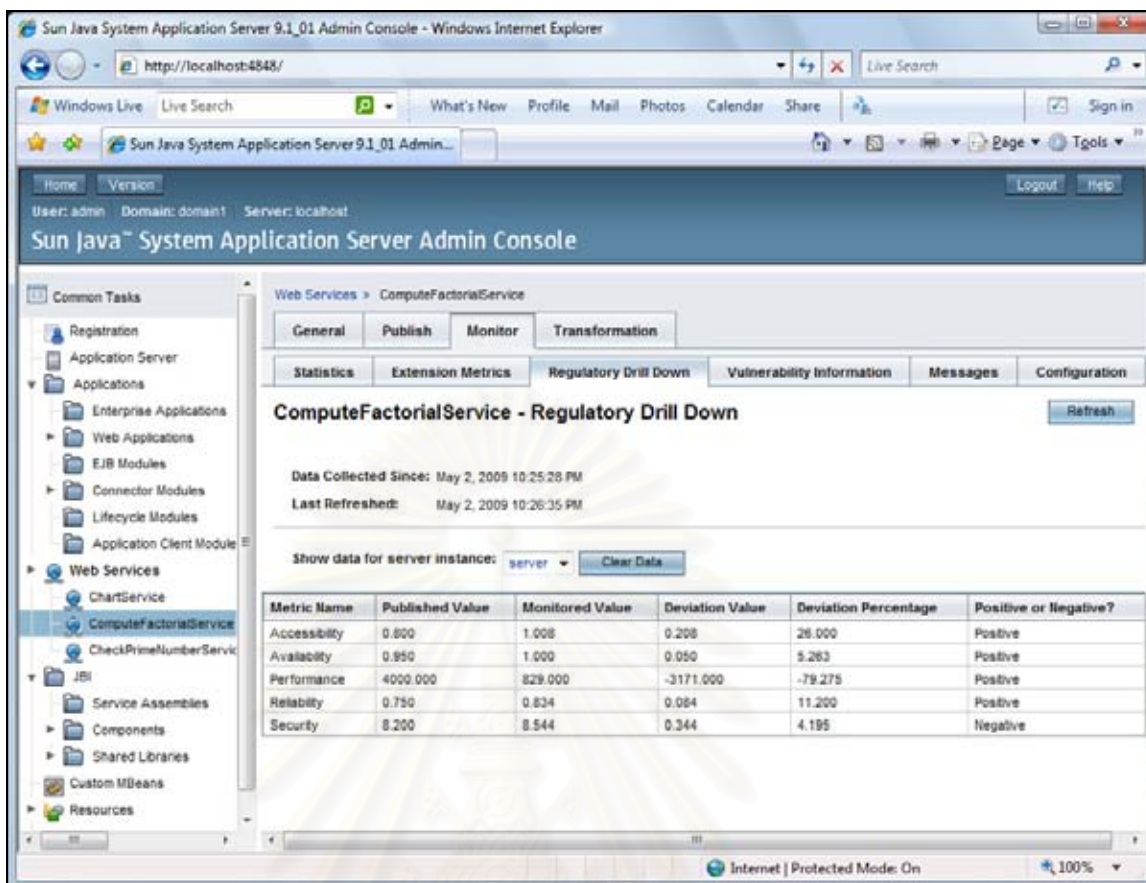 Sun Java System Application Server 9.1_01 Admin Console - Windows Internet Explorer
http://localhost:4848/
Live Search
Windows Live Live Search What's New Profile Mail Photos Calendar Share Sign in
Sun Java System Application Server 9.1_01 Admin... Page Tools
Home Version Logout Help
User: admin Domain: domain1 Server: localhost
Sun Java™ System Application Server Admin Console
Common Tasks
Registration
Application Server
Applications
Enterprise Applications
Web Applications
EJB Modules
Connector Modules
Lifecycle Modules
Application Client Module
Web Services
ChartService
ComputeFactorialService
CheckPrimeNumberServic
JBI
Service Assemblies
Components
Shared Libraries
Custom MBeans
Resources
Web Services > ComputeFactorialService
General Publish Monitor Transformation
Statistics Extension Metrics Regulatory Drill Down Vulnerability Information Messages Configuration
ComputeFactorialService - Regulatory Drill Down Refresh
Data Collected Since: May 2, 2009 10:25:28 PM
Last Refreshed: May 2, 2009 10:26:35 PM
Show data for server instance: server Clear Data
Metric Name Published Value Monitored Value Deviation Value Deviation Percentage Positive or Negative?
Accessibility 0.800 1.008 0.208 26.000 Positive
Availability 0.950 1.000 0.050 5.263 Positive
Performance 4000.000 829.000 -3171.000 -79.275 Positive
Reliability 0.750 0.834 0.084 11.200 Positive
Security 8.200 8.544 0.344 4.195 Negative
Internet | Protected Mode: On 100%